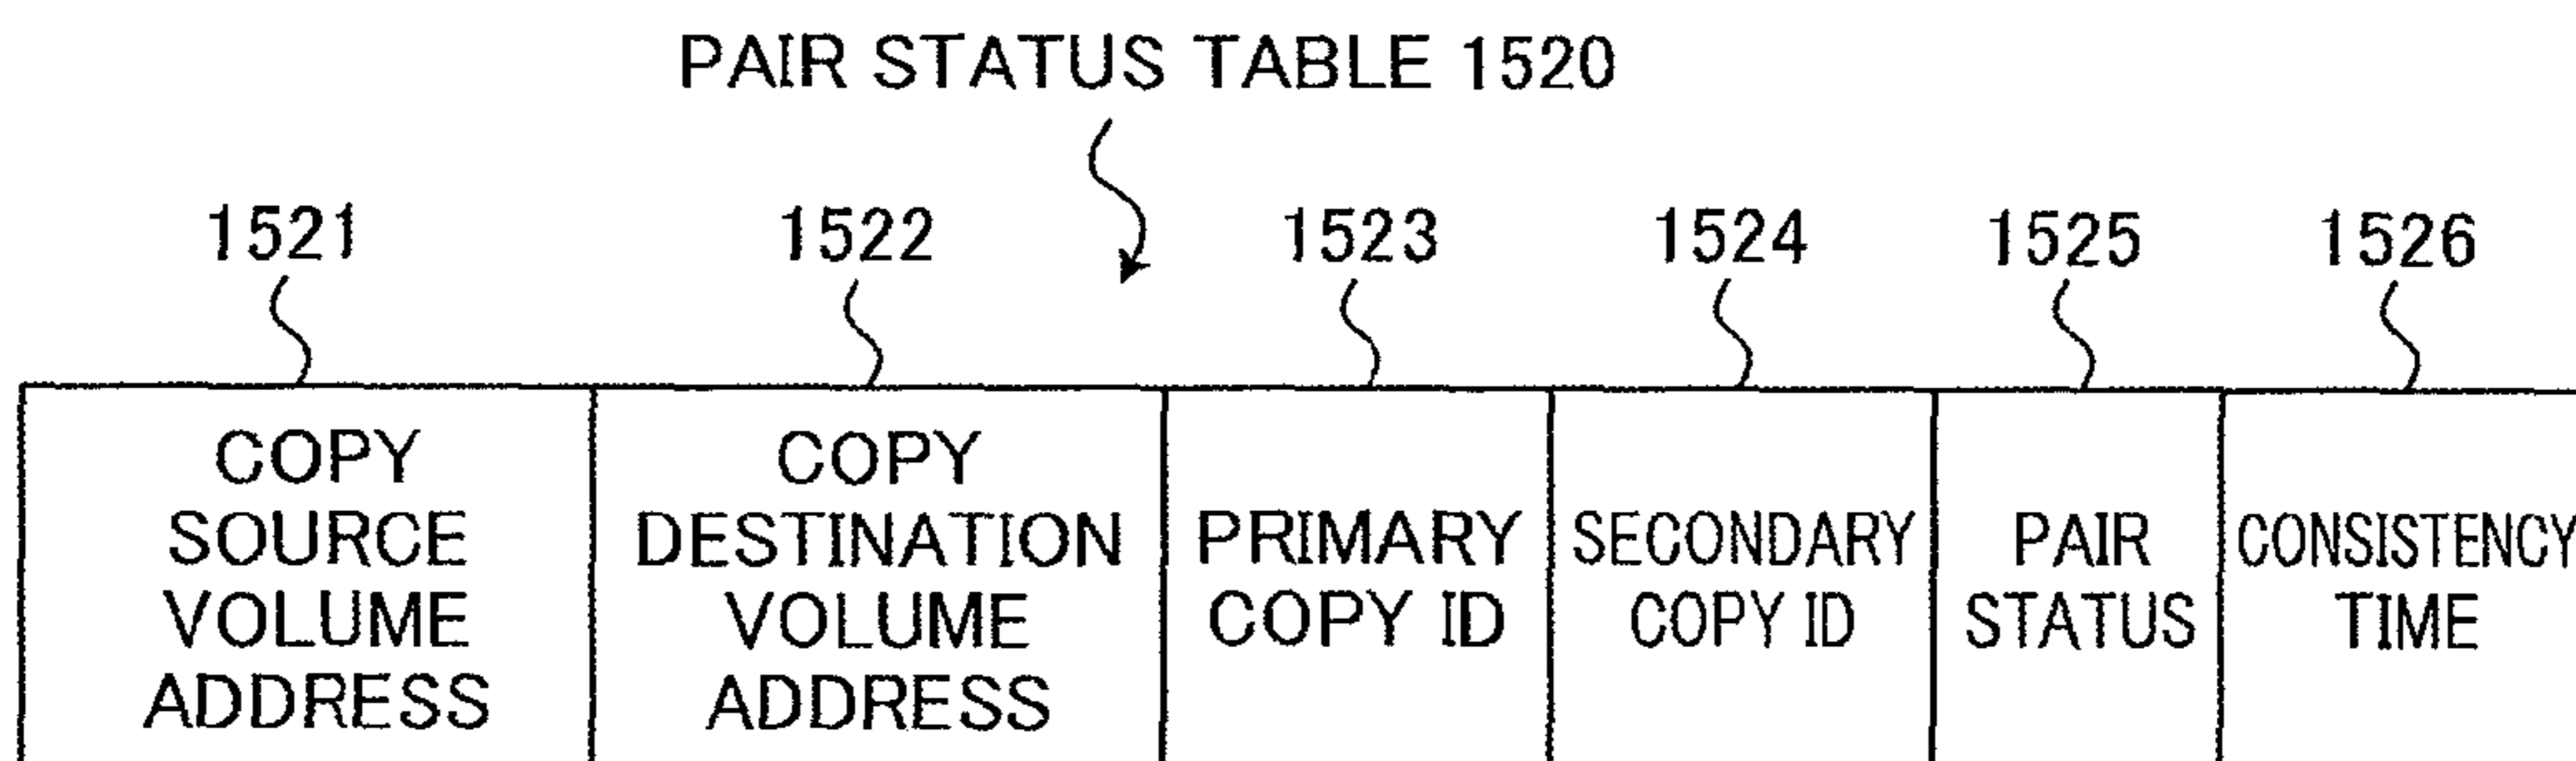 PAIR STATUS TABLE 1520
1521
1522
1523
1524
1525
1526
COPY
SOURCE
VOLUME
ADDRESS
COPY
DESTINATION
VOLUME
ADDRESS
PRIMARY
COPY ID
SECONDARY
COPY ID
PAIR
STATUS
CONSISTENCY
TIME